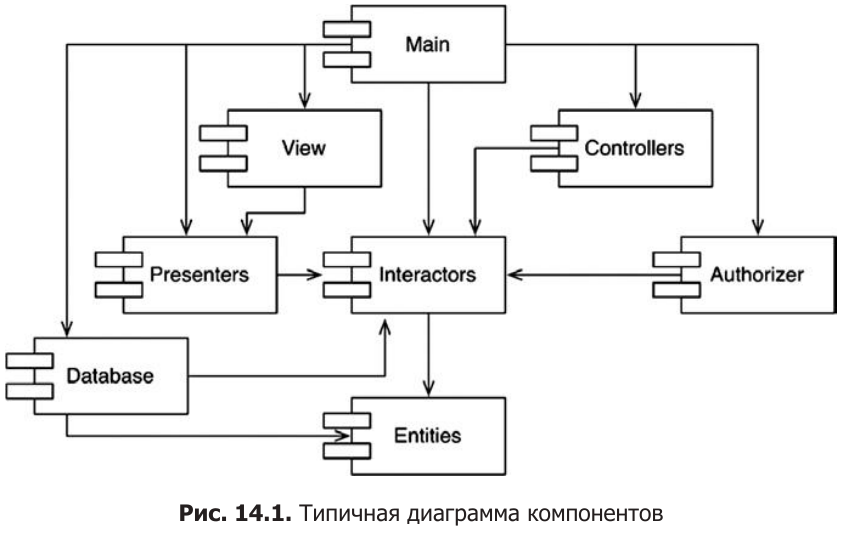 Main
View
Controllers
Presenters
Interactors
Authorizer
Database
Entities
Рис. 14.1. Типичная диаграмма компонентов